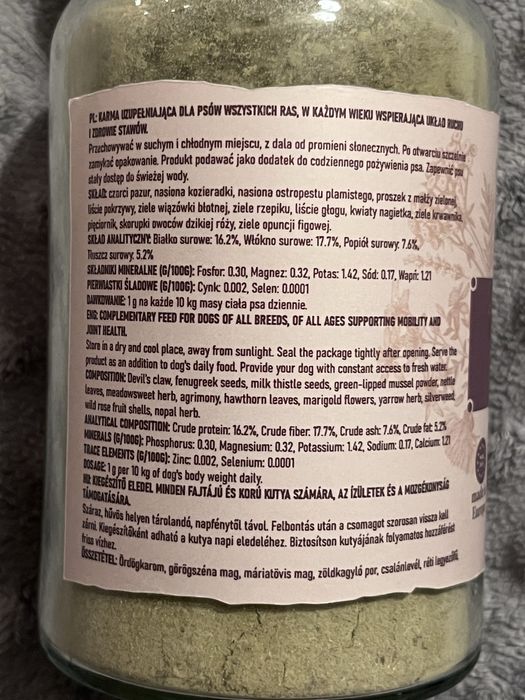 PL: KARMA UZUPEŁNIAJĄCA DLA PSÓW WSZYSTKICH RAS, W KAŻDYM WIEKU WSPIERAJĄCA UKŁAD RUCHU
I ZDROWIE STAWÓW.
Przechowywać w suchym i chłodnym miejscu, z dala od promieni słonecznych. Po otwarciu szczelnie
zamykać opakowanie. Produkt podawać jako dodatek do codziennego pożywienia psa. Zapewnić psu
stały dostęp do świeżej wody.
SKŁAD: czarci pazur, nasiona kozieradki, nasiona ostropestu plamistego, proszek z małży zielonej,
liście pokrzywy, ziele wiązówki błotnej, ziele rzepiku, liście głogu, kwiaty nagietka, ziele krwawnika,
pięciornik, skorupki owoców dzikiej róży, ziele opuncji figowej.
SKŁAD ANALITYCZNY: Białko surowe: 16.2%, Włókno surowe: 17.7%, Popiół surowy: 7.6%,
Tłuszcz surowy: 5.2%
SKŁADNIKI MINERALNE (G/100G): Fosfor: 0.30, Magnez: 0.32, Potas: 1.42, Sód: 0.17, Wapń: 1.21
PIERWIASTKI ŚLADOWE (G/100G): Cynk: 0.002, Selen: 0.0001
DAWKOWANIE: 1 g na każde 10 kg masy ciała psa dziennie.
ENG: COMPLEMENTARY FEED FOR DOGS OF ALL BREEDS, OF ALL AGES SUPPORTING MOBILITY AND
JOINT HEALTH.
Store in a dry and cool place, away from sunlight. Seal the package tightly after opening. Serve the
product as an addition to dog's daily food. Provide your dog with constant access to fresh water.
COMPOSITION: Devil's claw, fenugreek seeds, milk thistle seeds, green-lipped mussel powder, nettle
leaves, meadowsweet herb, agrimony, hawthorn leaves, marigold flowers, yarrow herb, silverweed,
wild rose fruit shells, nopal herb.
ANALYTICAL COMPOSITION: Crude protein: 16.2%, Crude fiber: 17.7%, Crude ash: 7.6%, Crude fat: 5.2%
MINERALS (G/100G): Phosphorus: 0.30, Magnesium: 0.32, Potassium: 1.42, Sodium: 0.17, Calcium: 1.21
TRACE ELEMENTS (G/100G): Zinc: 0.002, Selenium: 0.0001
DOSAGE: 1 g per 10 kg of dog's body weight daily.
HU: KIEGÉSZÍTŐ ELEDEL MINDEN FAJTÁJÚ ÉS KORÚ KUTYA SZÁMÁRA, AZ ÍZÜLETEK ÉS A MOZGÉKONYSÁG
TÁMOGATÁSÁRA.
Száraz, hűvös helyen tárolandó, napfénytől távol. Felbontás után a csomagot szorosan vissza kell
zárni. Kiegészítőként adható a kutya napi eledeléhez. Biztosítson kutyájának folyamatos hozzáférést
friss vízhez.
ÖSSZETÉTEL: Ördögkarom, görögszéna mag, máriatövis mag, zöldkagyló por, csalánlevél, réti legyezőfű,